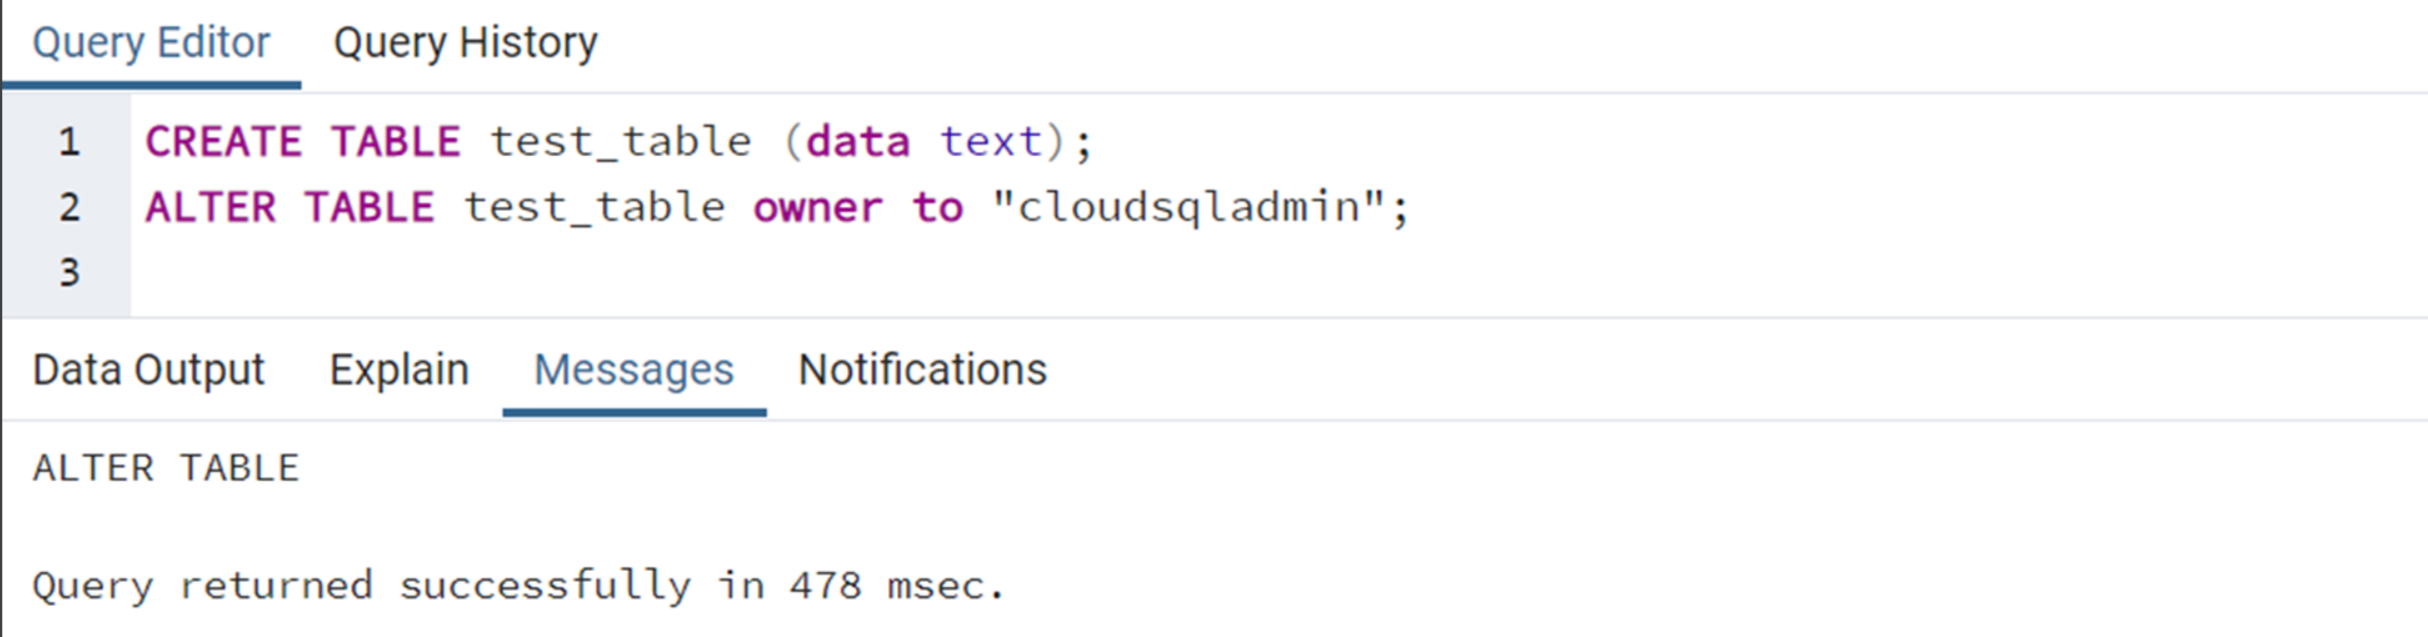 Query Editor Query History
1 CREATE TABLE test_table (data text);
2 ALTER TABLE test_table owner to "cloudsqladmin";
3
Data Output Explain Messages Notifications
ALTER TABLE
Query returned successfully in 478 msec.